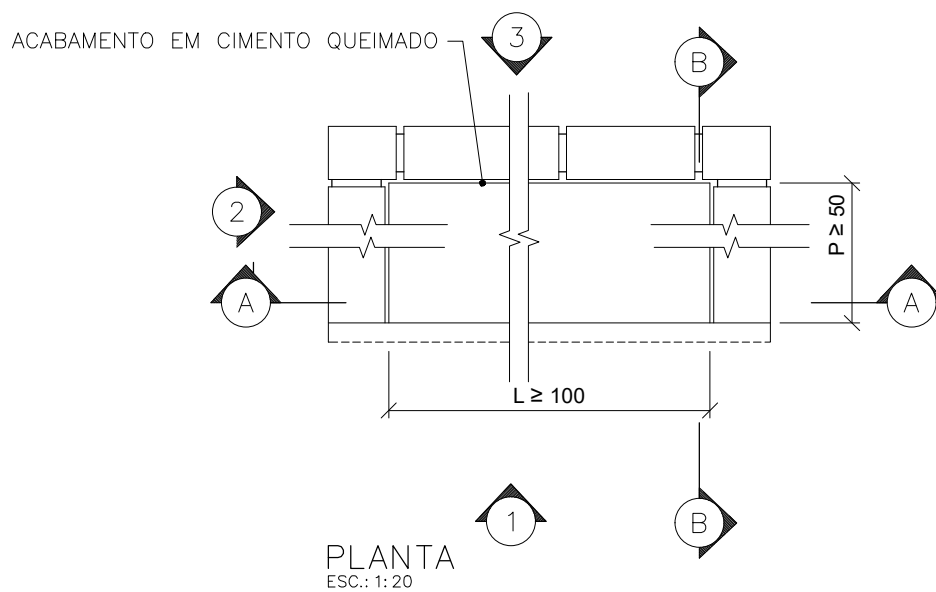 ACABAMENTO EM CIMENTO QUEIMADO
3
B
2
P ≥ 50
A
A
L ≥ 100
1
B
PLANTA
ESC.: 1:20